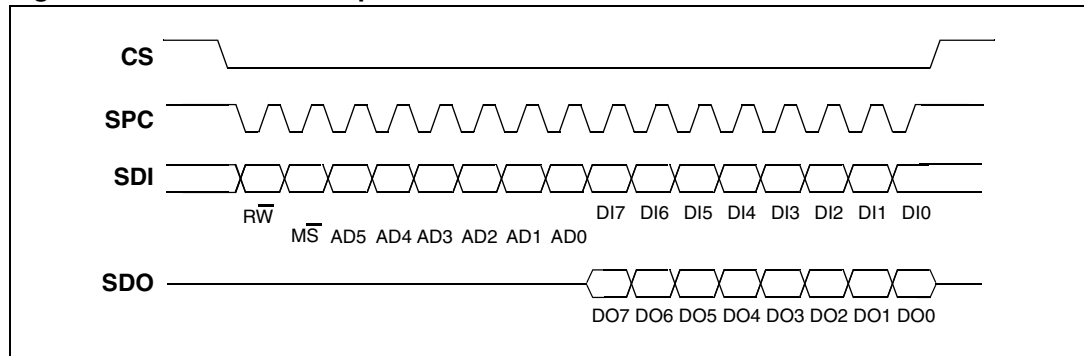 CS
SPC
SDI
RW̅ DI7 DI6 DI5 DI4 DI3 DI2 DI1 DI0
MS̅ AD5 AD4 AD3 AD2 AD1 AD0
SDO
DO7 DO6 DO5 DO4 DO3 DO2 DO1 DO0